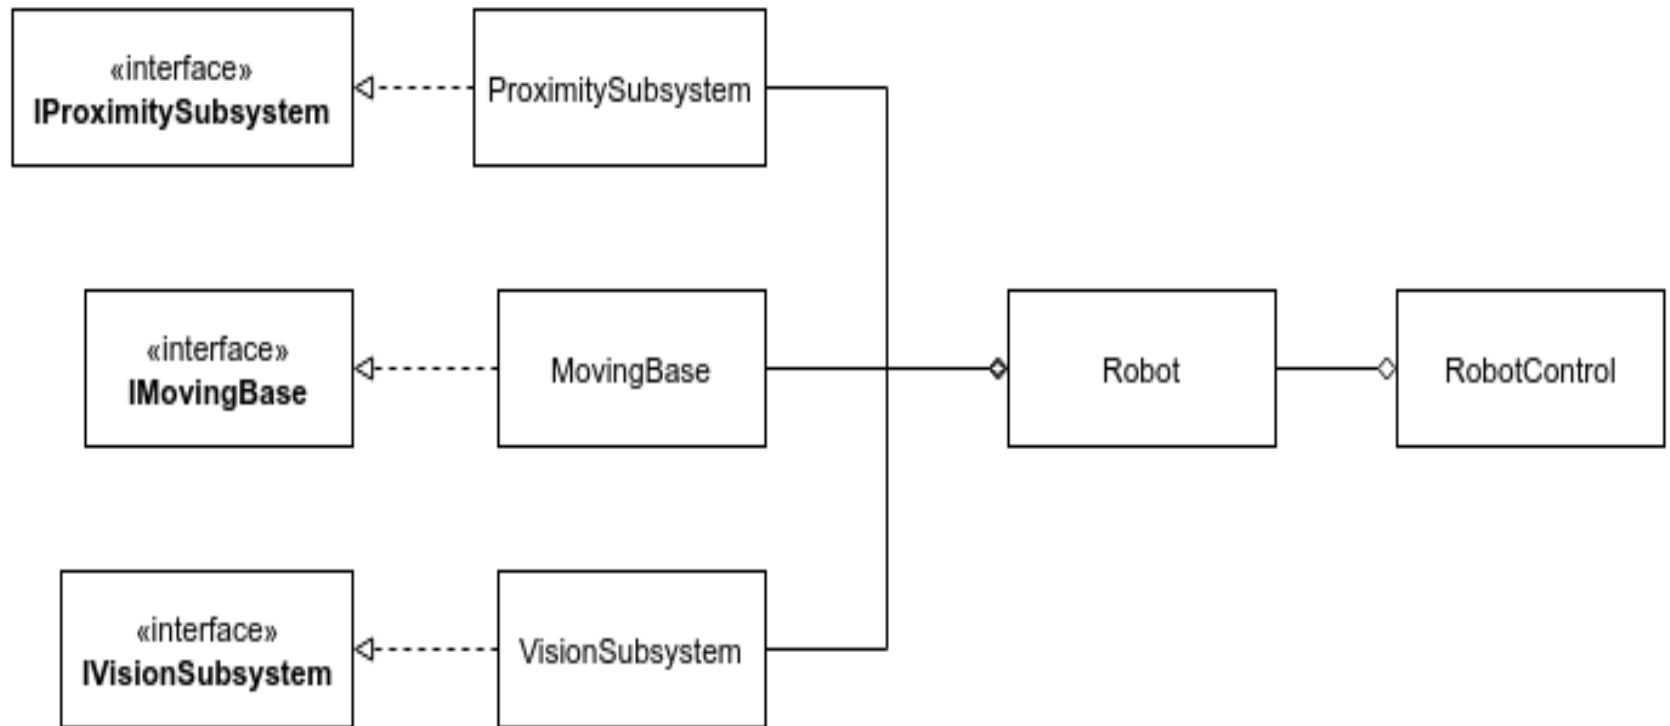 «interface»
IProximitySubsystem
ProximitySubsystem
«interface»
IMovingBase
MovingBase
Robot
RobotControl
«interface»
IVisionSubsystem
VisionSubsystem